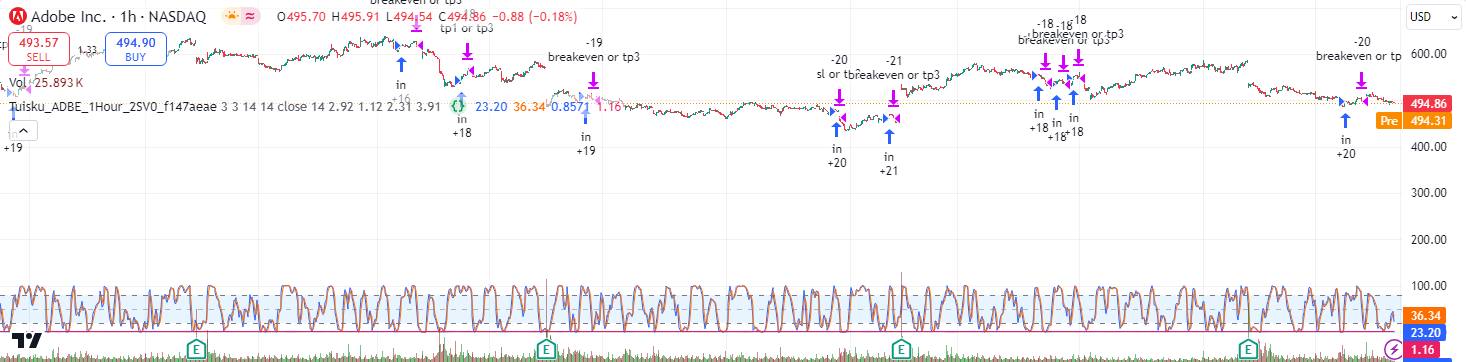 Adobe Inc. · 1h · NASDAQ O495.70 H495.91 L494.54 C494.86 −0.88 (−0.18%)
USD
breakeven or tp3
-18
tp1 or tp3
-19
493.57
SELL
1.33
494.90
BUY
Vol 25.893 K
Tuisku_ADBE_1Hour_2SV0_f147aeae 3 3 14 14 close 14 2.92 1.12 2.31 3.91 23.20 36.34 0.8571 1.16
in
+19
in
+16
in
+18
-19
breakeven or tp3
in
+19
-20
sl or
in
+20
-21
breakeven or tp3
in
+21
-18
-18
-18
breakeven or tp3
in
+18
in
+18
in
+18
-20
breakeven or tp
in
+20
600.00
494.86
Pre 494.31
400.00
300.00
200.00
100.00
36.34
23.20
1.16
E
E
E
E